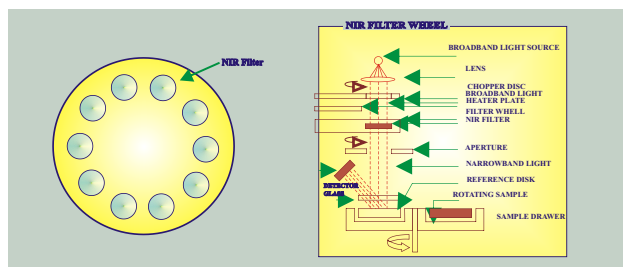 NIR Filter
NIR FILTER WHEEL
BROADBAND LIGHT SOURCE
LENS
CHOPPER DISC
BROADBAND LIGHT
HEATER PLATE
FILTER WHELL
NIR FILTER
APERTURE
NARROWBAND LIGHT
REFERENCE DISK
DETECTOR
GLASS
ROTATING SAMPLE
SAMPLE DRAWER